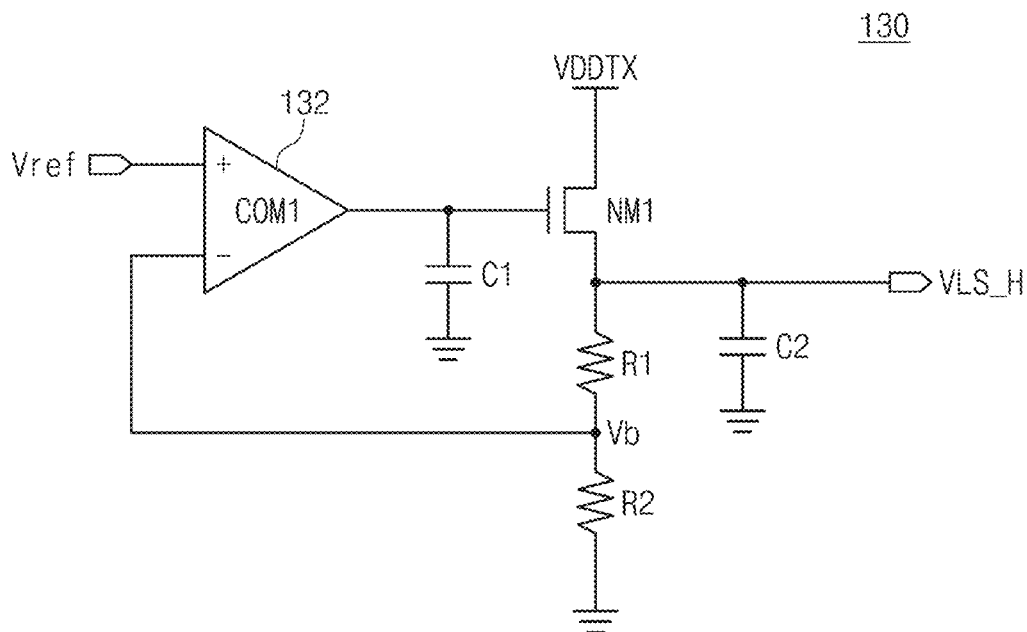 130
VDDTX
132
Vref
+
COM1
-
NM1
C1
VLS_H
C2
R1
Vb
R2